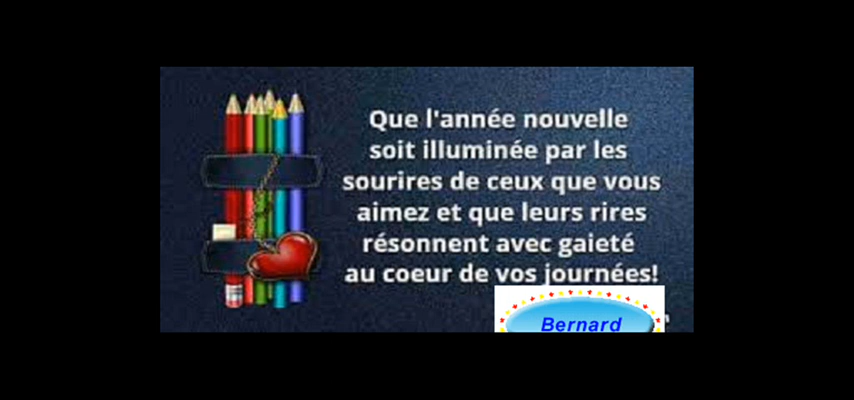 Que l'année nouvelle
soit illuminée par les
sourires de ceux que vous
aimez et que leurs rires
résonnent avec gaieté
au coeur de vos journées!
Bernard